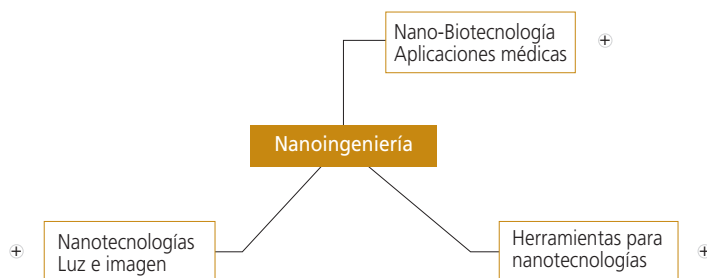 Nano-Biotecnología
Aplicaciones médicas
Nanoingeniería
Nanotecnologías
Luz e imagen
Herramientas para
nanotecnologías